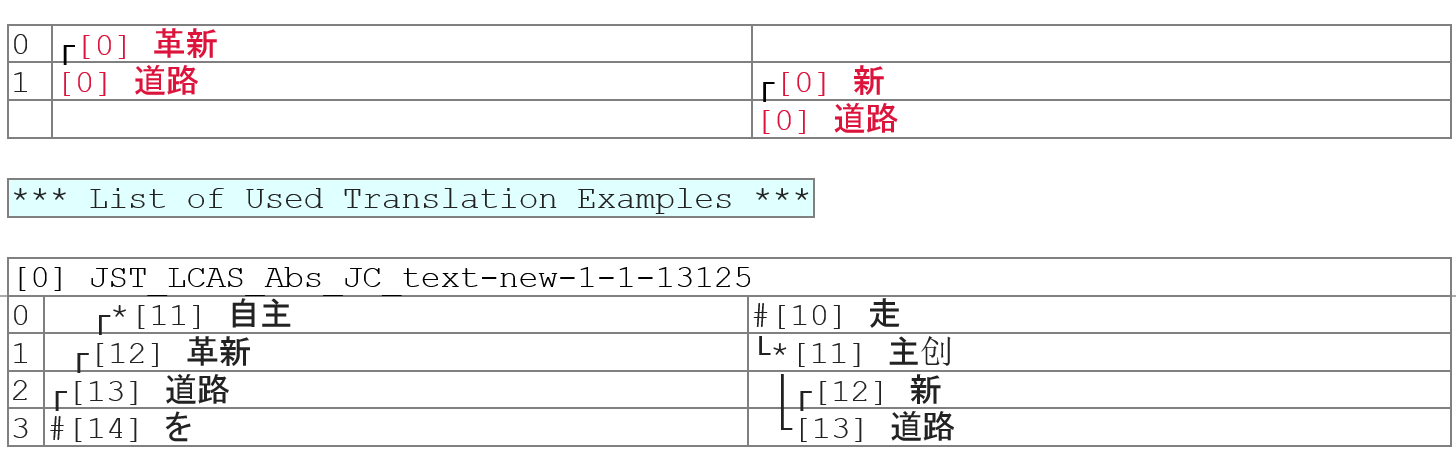 0 ┌[0] 革新
1 [0] 道路 ┌[0] 新
[0] 道路
*** List of Used Translation Examples ***
[0] JST_LCAS_Abs_JC_text-new-1-1-13125
0 ┌*[11] 自主 #[10] 走
1 ┌[12] 革新 └*[11] 主创
2 ┌[13] 道路 │┌[12] 新
3 #[14] を └[13] 道路